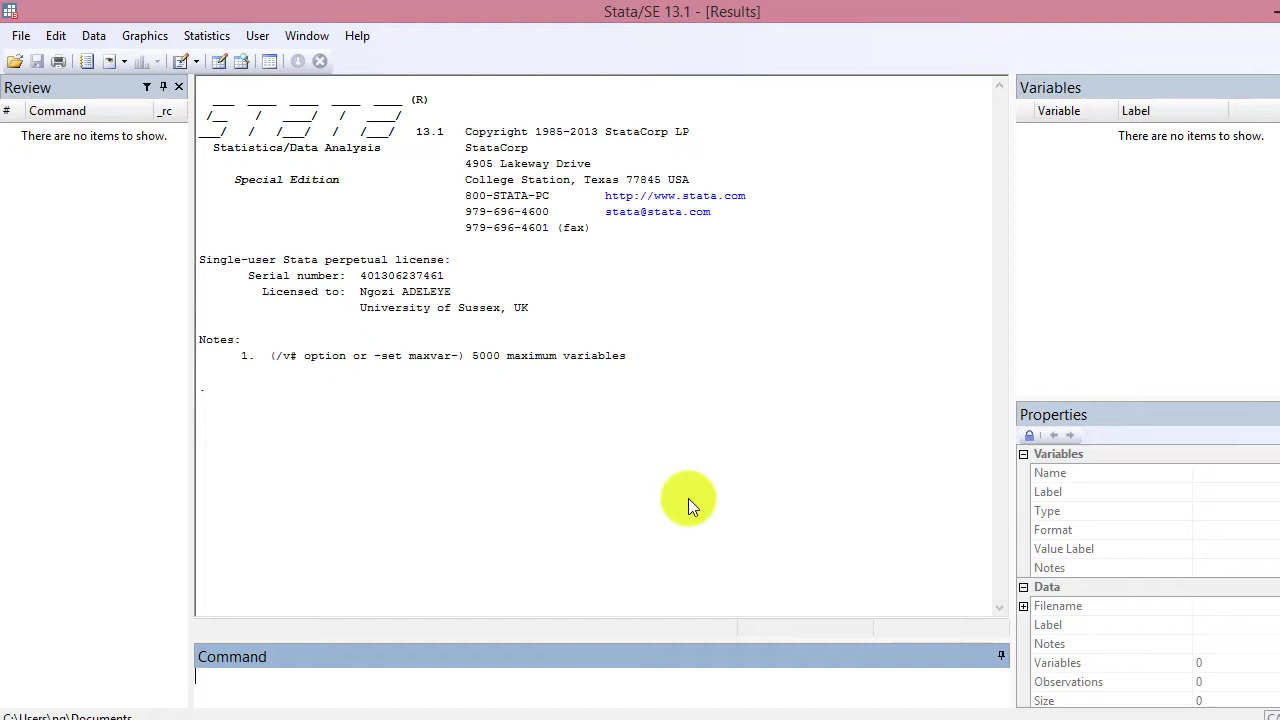 Stata/SE 13.1 - [Results]
File Edit Data Graphics Statistics User Window Help
Review
# Command _rc
There are no items to show.
(R)
13.1 Copyright 1985-2013 StataCorp LP
Statistics/Data Analysis StataCorp
4905 Lakeway Drive
Special Edition College Station, Texas 77845 USA
800-STATA-PC http://www.stata.com
979-696-4600 stata@stata.com
979-696-4601 (fax)
Single-user Stata perpetual license:
Serial number: 401306237461
Licensed to: Ngozi ADELEYE
University of Sussex, UK
Notes:
1. (/v# option or -set maxvar-) 5000 maximum variables
.
Command
Variables
Variable Label
There are no items to show.
Properties
Variables
Name
Label
Type
Format
Value Label
Notes
Data
Filename
Label
Notes
Variables 0
Observations 0
Size 0
C:\Users\ng\Documents